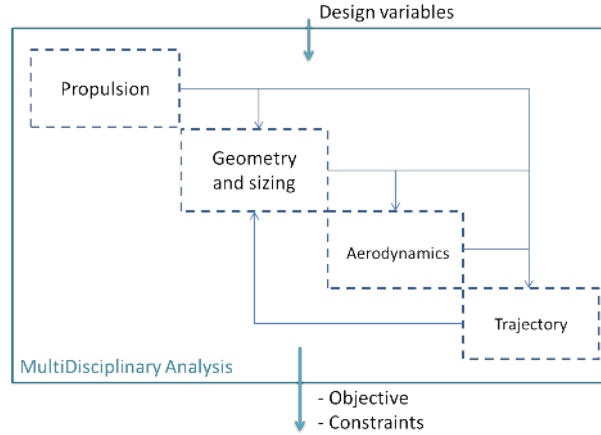 Design variables
Propulsion
Geometry
and sizing
Aerodynamics
Trajectory
MultiDisciplinary Analysis
- Objective
- Constraints